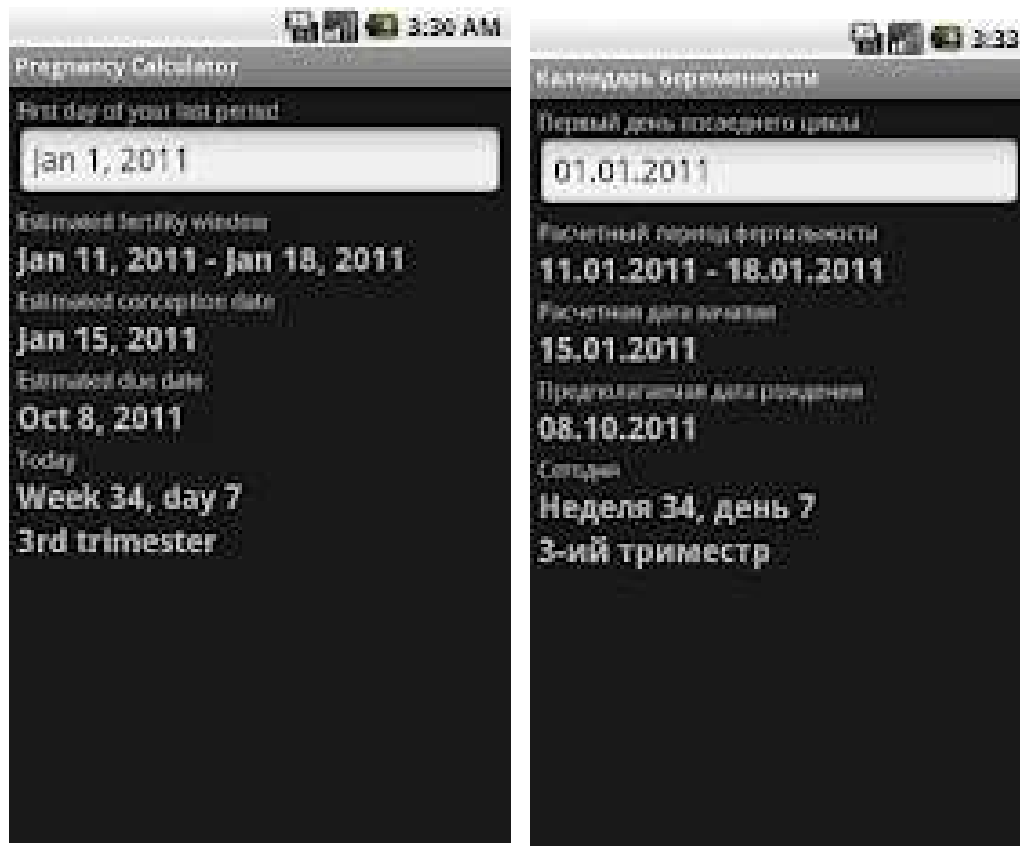 3:30 AM
Pregnancy Calculator
First day of your last period
Jan 1, 2011
Estimated fertility window
Jan 11, 2011 - Jan 18, 2011
Estimated conception date
Jan 15, 2011
Estimated due date
Oct 8, 2011
Today
Week 34, day 7
3rd trimester
3:33
Календарь беременности
Первый день последнего цикла
01.01.2011
Расчетный период фертильности
11.01.2011 - 18.01.2011
Расчетная дата зачатия
15.01.2011
Предполагаемая дата рождения
08.10.2011
Сегодня
Неделя 34, день 7
3-ий триместр